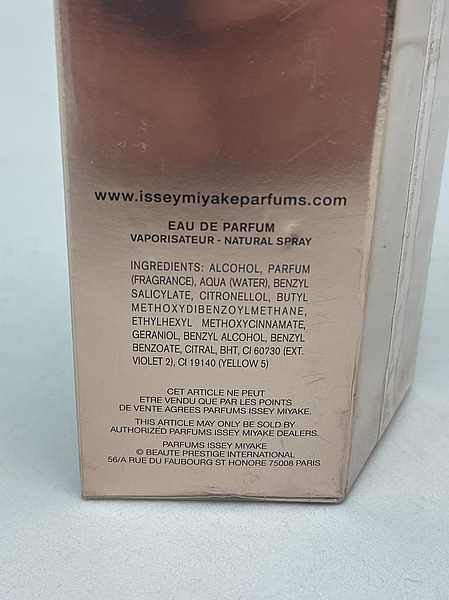 www.isseymiyakeparfums.com
EAU DE PARFUM
VAPORISATEUR - NATURAL SPRAY
INGREDIENTS: ALCOHOL, PARFUM
(FRAGRANCE), AQUA (WATER), BENZYL
SALICYLATE, CITRONELLOL, BUTYL
METHOXYDIBENZOYLMETHANE,
ETHYLHEXYL METHOXYCINNAMATE,
GERANIOL, BENZYL ALCOHOL, BENZYL
BENZOATE, CITRAL, BHT, CI 60730 (EXT.
VIOLET 2), CI 19140 (YELLOW 5)
CET ARTICLE NE PEUT
ETRE VENDU QUE PAR LES POINTS
DE VENTE AGREES PARFUMS ISSEY MIYAKE.
THIS ARTICLE MAY ONLY BE SOLD BY
AUTHORIZED PARFUMS ISSEY MIYAKE DEALERS.
PARFUMS ISSEY MIYAKE
© BEAUTE PRESTIGE INTERNATIONAL
56/A RUE DU FAUBOURG ST HONORE 75008 PARIS